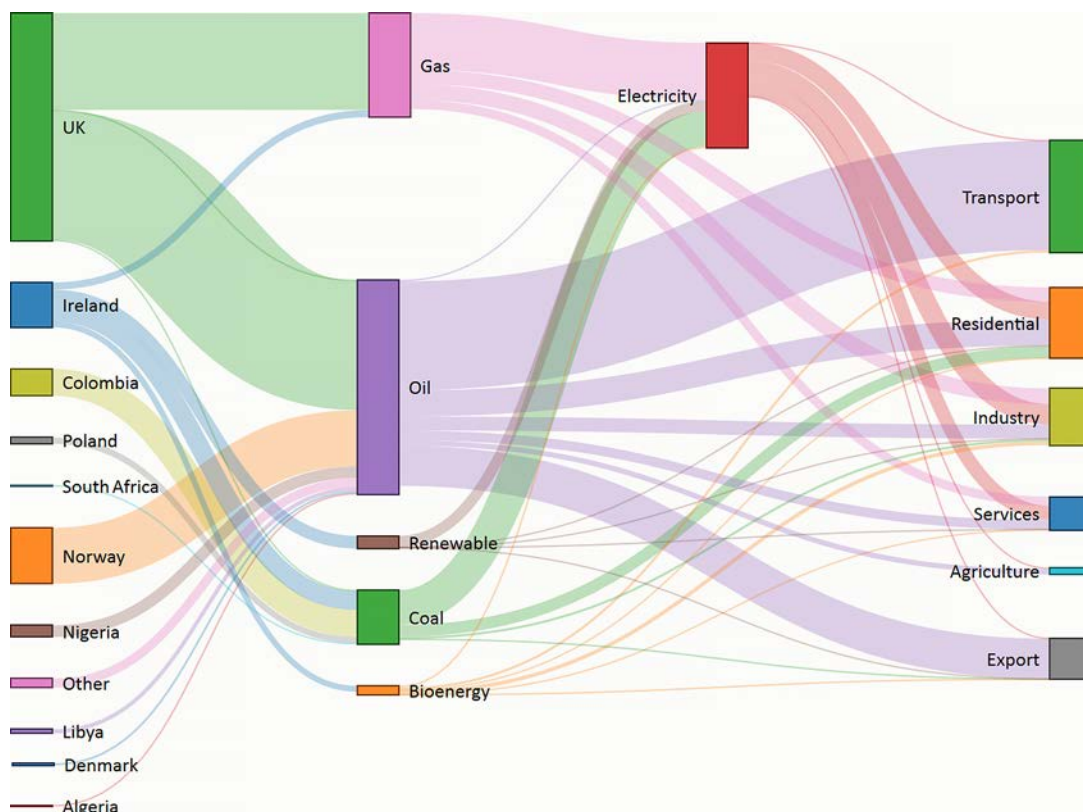 UK
Ireland
Colombia
Poland
South Africa
Norway
Nigeria
Other
Libya
Denmark
Algeria
Gas
Oil
Renewable
Coal
Bioenergy
Electricity
Transport
Residential
Industry
Services
Agriculture
Export